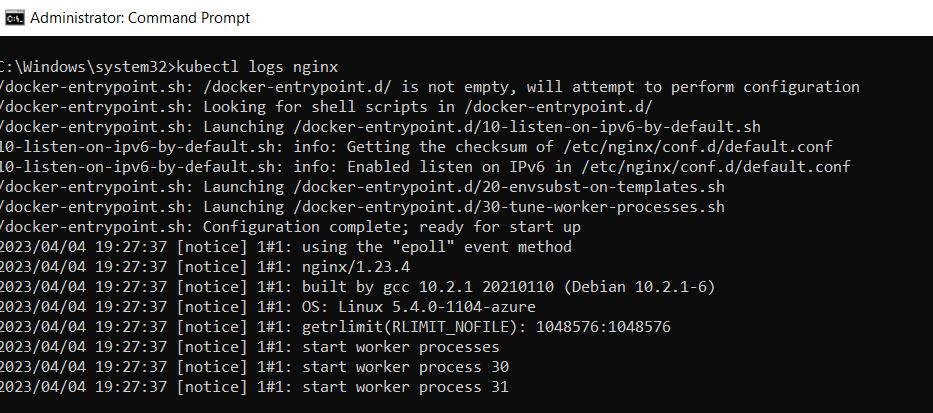 Administrator: Command Prompt
C:\Windows\system32>kubectl logs nginx
/docker-entrypoint.sh: /docker-entrypoint.d/ is not empty, will attempt to perform configuration
/docker-entrypoint.sh: Looking for shell scripts in /docker-entrypoint.d/
/docker-entrypoint.sh: Launching /docker-entrypoint.d/10-listen-on-ipv6-by-default.sh
10-listen-on-ipv6-by-default.sh: info: Getting the checksum of /etc/nginx/conf.d/default.conf
10-listen-on-ipv6-by-default.sh: info: Enabled listen on IPv6 in /etc/nginx/conf.d/default.conf
/docker-entrypoint.sh: Launching /docker-entrypoint.d/20-envsubst-on-templates.sh
/docker-entrypoint.sh: Launching /docker-entrypoint.d/30-tune-worker-processes.sh
/docker-entrypoint.sh: Configuration complete; ready for start up
2023/04/04 19:27:37 [notice] 1#1: using the "epoll" event method
2023/04/04 19:27:37 [notice] 1#1: nginx/1.23.4
2023/04/04 19:27:37 [notice] 1#1: built by gcc 10.2.1 20210110 (Debian 10.2.1-6)
2023/04/04 19:27:37 [notice] 1#1: OS: Linux 5.4.0-1104-azure
2023/04/04 19:27:37 [notice] 1#1: getrlimit(RLIMIT_NOFILE): 1048576:1048576
2023/04/04 19:27:37 [notice] 1#1: start worker processes
2023/04/04 19:27:37 [notice] 1#1: start worker process 30
2023/04/04 19:27:37 [notice] 1#1: start worker process 31